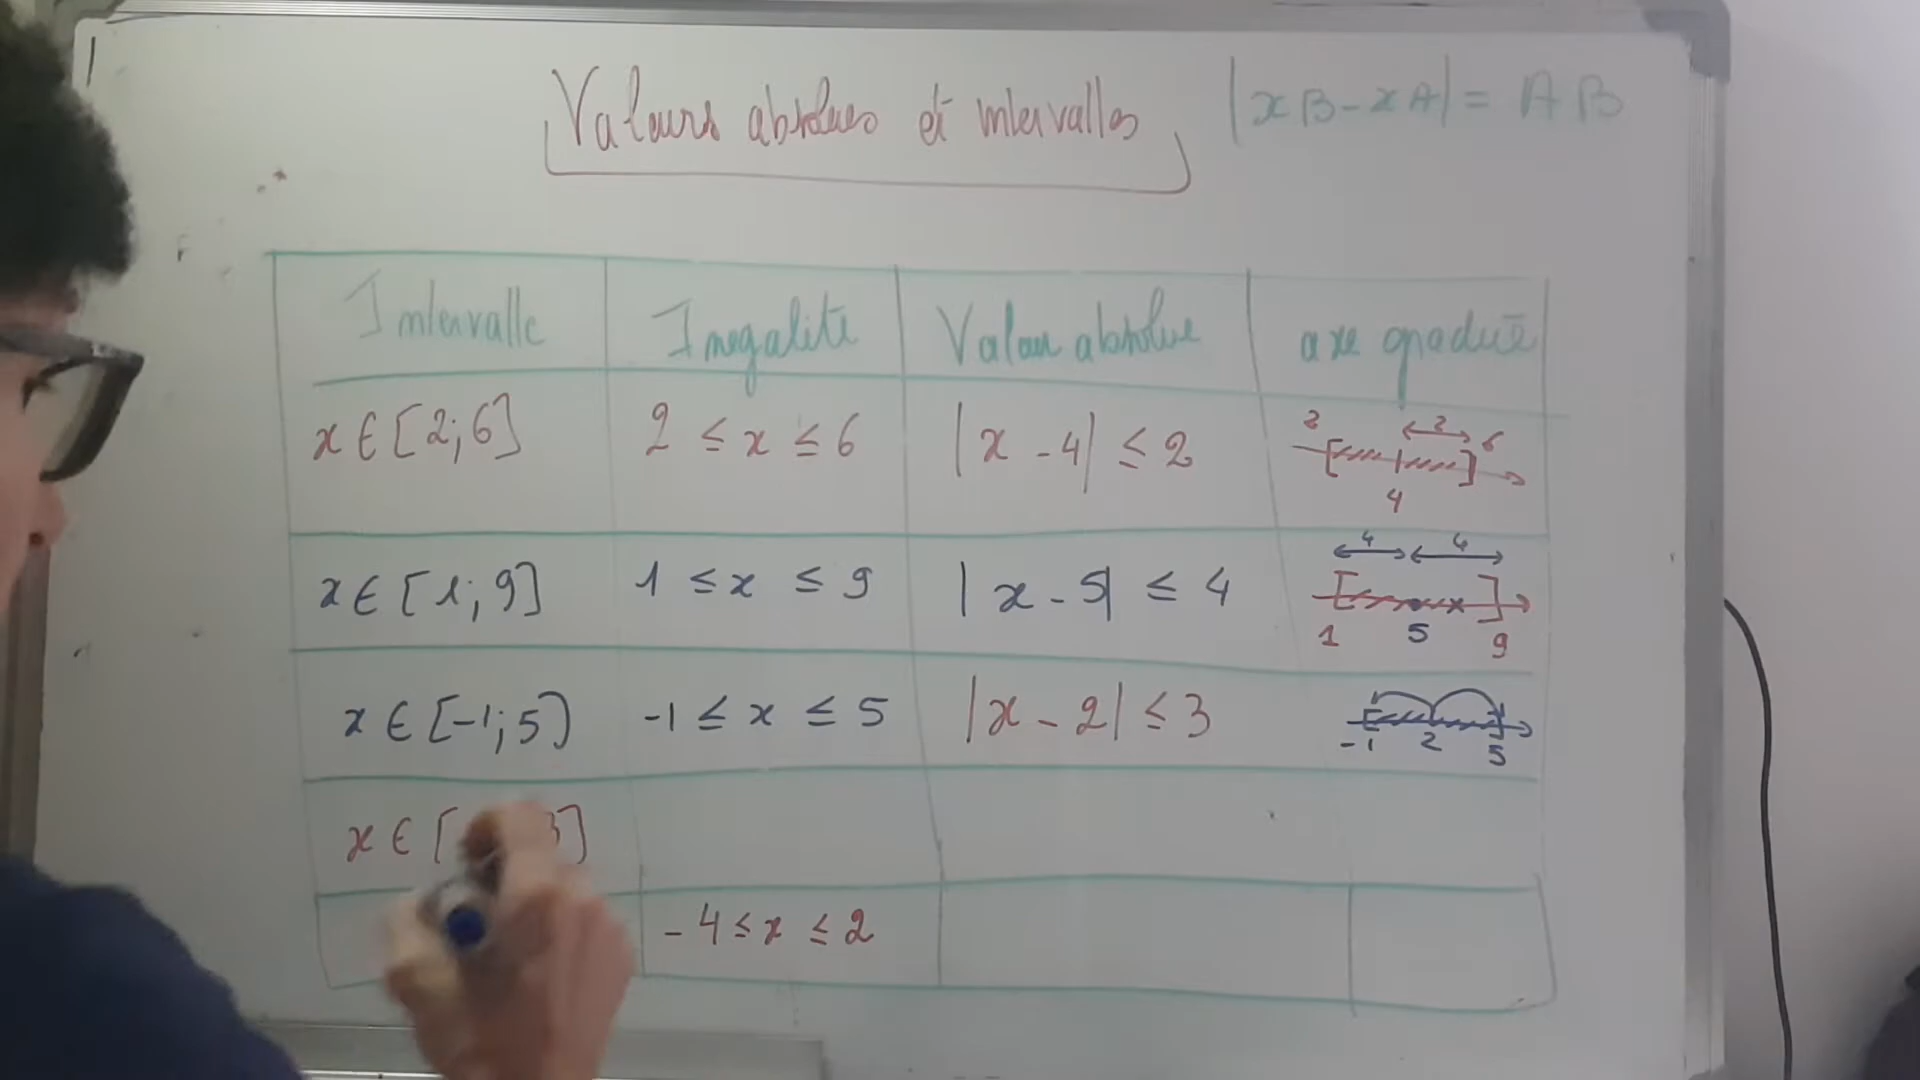 Valeurs absolues et intervalles
|xB-xA| = AB
Intervalle Inegalité Valeur absolue axe gradué
x ∈ [2;6] 2 ≤ x ≤ 6 |x - 4| ≤ 2 2 2 6 4
x ∈ [1;9] 1 ≤ x ≤ 9 |x - 5| ≤ 4 4 4 x 1 5 9
x ∈ [-1;5] -1 ≤ x ≤ 5 |x - 2| ≤ 3 -1 2 5
x ∈ [ 3]
-4 ≤ x ≤ 2